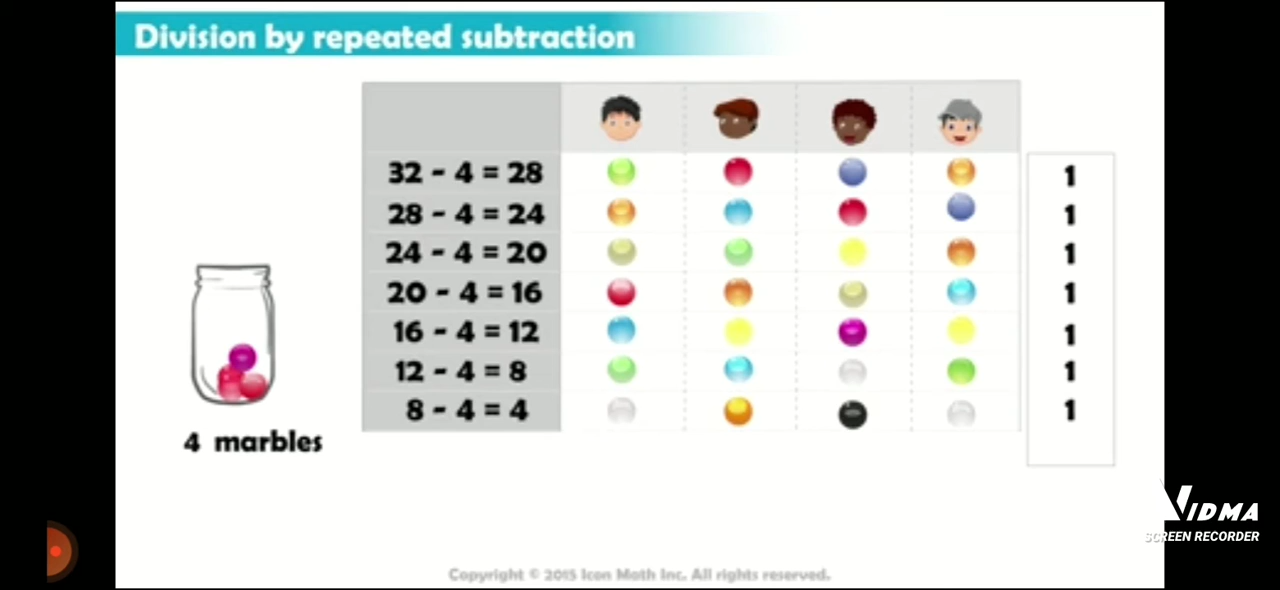 Division by repeated subtraction
32 - 4 = 28 1
28 - 4 = 24 1
24 - 4 = 20 1
20 - 4 = 16 1
16 - 4 = 12 1
12 - 4 = 8 1
8 - 4 = 4 1
4 marbles
VIDMA
SCREEN RECORDER
Copyright © 2015 Icon Math Inc. All rights reserved.